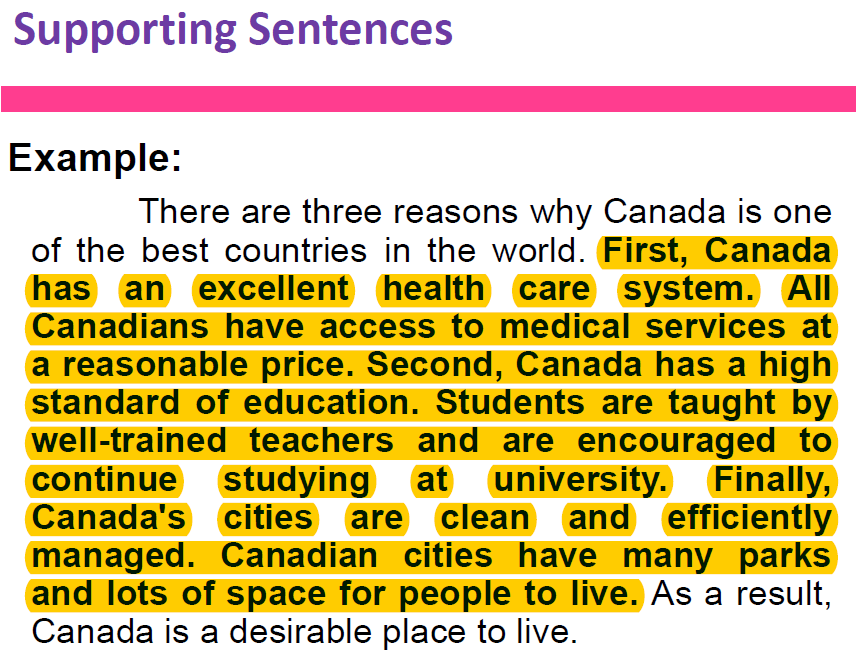 Supporting Sentences
Example:
There are three reasons why Canada is one
of the best countries in the world. First, Canada
has an excellent health care system. All
Canadians have access to medical services at
a reasonable price. Second, Canada has a high
standard of education. Students are taught by
well-trained teachers and are encouraged to
continue studying at university. Finally,
Canada's cities are clean and efficiently
managed. Canadian cities have many parks
and lots of space for people to live. As a result,
Canada is a desirable place to live.